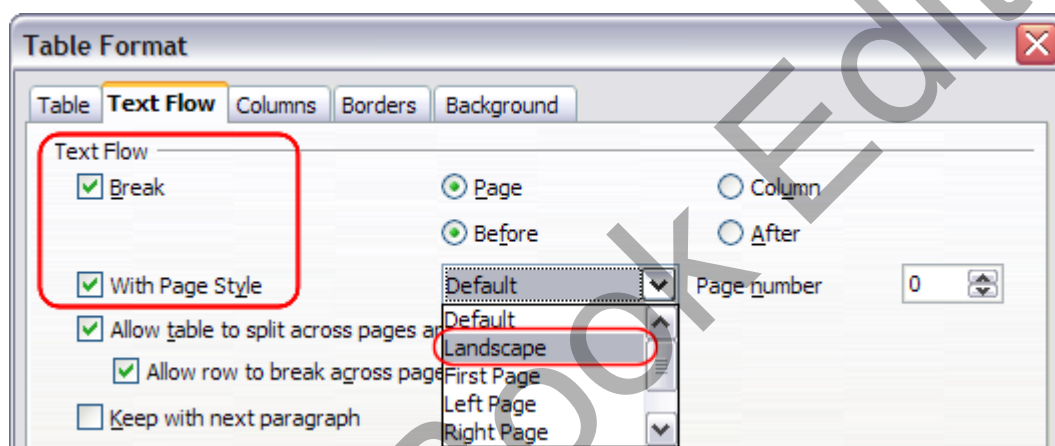 Table Format
Table Text Flow Columns Borders Background
Text Flow
Break Page Column
Before After
With Page Style Default Page number 0
Default
Allow table to split across pages
Landscape
Allow row to break across
First Page
Left Page
Keep with next paragraph
Right Page